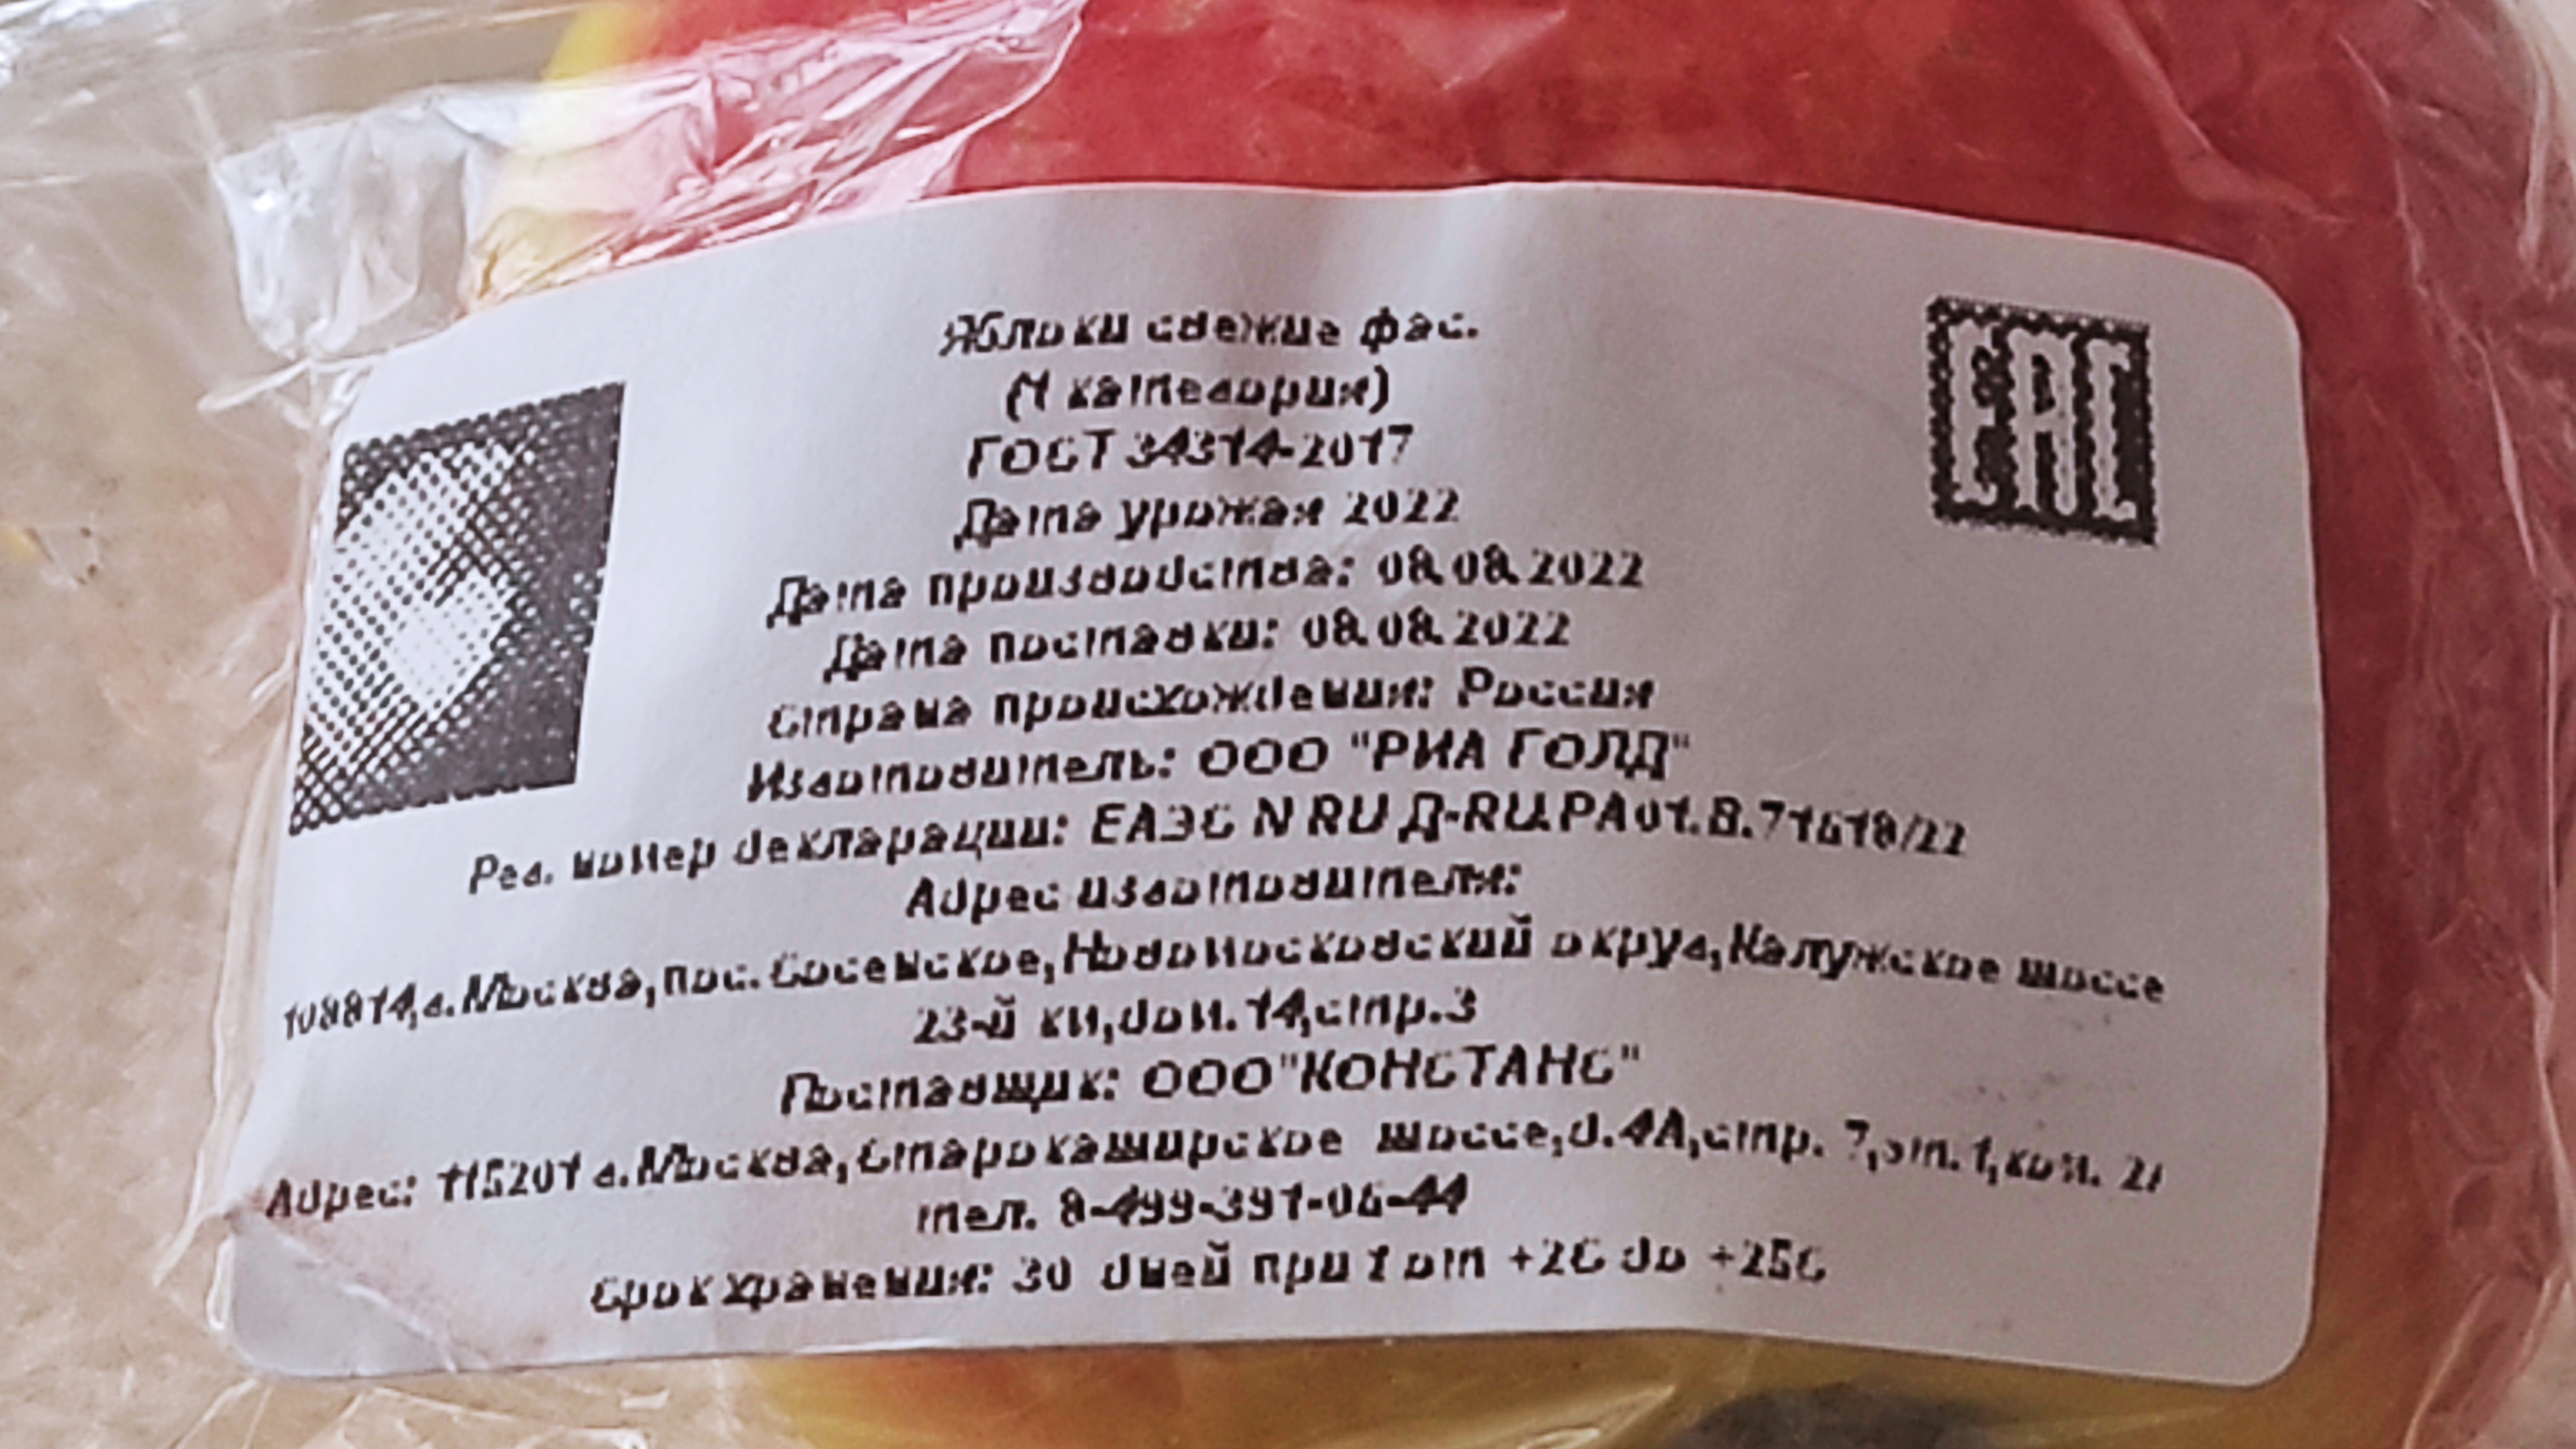 Яблоки свежие фас.
(1 категория)
ГОСТ 34314-2017
Дата урожая 2022
Дата производства: 08.08.2022
Дата поставки: 08.08.2022
Страна происхождения: Россия
Изготовитель: ООО "РИА ГОЛД"
Рег. номер декларации: ЕАЭС N RU Д-RU.РА01.В.71618/22
Адрес изготовителя:
108814,г.Москва,пос.Сосенское,Новомосковский округ,Калужское шоссе
23-й км,дом.14,стр.3
Поставщик: ООО"КОНСТАНС"
Адрес: 115201 г.Москва,Старокаширское шоссе,д.4А,стр. 7,эт.1,ком.
тел. 8-499-391-06-44
Срок хранения: 30 дней при t от +2С до +25С
EAC